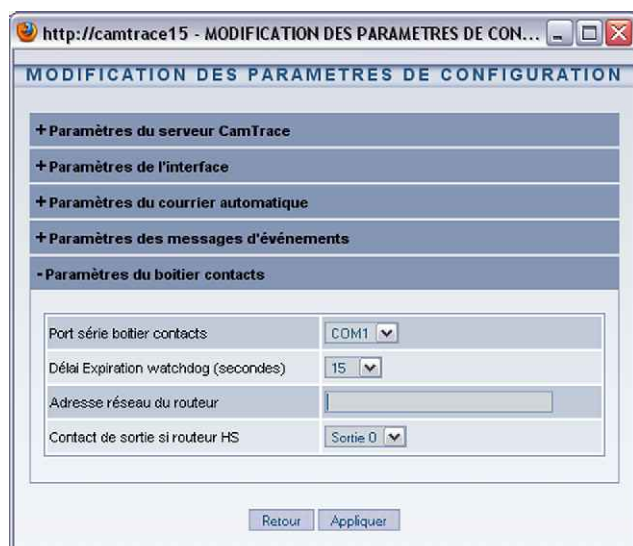 http://camtrace15 - MODIFICATION DES PARAMETRES DE CON...
MODIFICATION DES PARAMETRES DE CONFIGURATION
+Paramètres du serveur CamTrace
+Paramètres de l'interface
+Paramètres du courrier automatique
+Paramètres des messages d'événements
-Paramètres du boitier contacts
Port série boitier contacts COM1
Délai Expiration watchdog (secondes) 15
Adresse réseau du routeur
Contact de sortie si routeur HS Sortie 0
Retour Appliquer